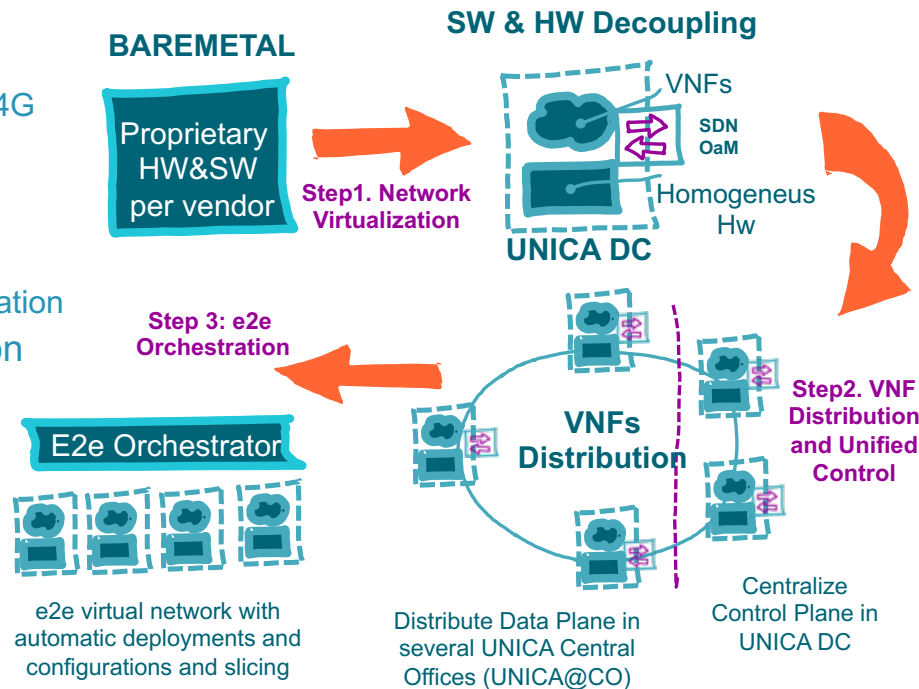 SW & HW Decoupling
BAREMETAL
4G
Proprietary
HW&SW
per vendor
Step1. Network
Virtualization
VNFs
SDN
OaM
Homogeneus
Hw
UNICA DC
ation
on
Step 3: e2e
Orchestration
E2e Orchestrator
e2e virtual network with
automatic deployments and
configurations and slicing
VNFs
Distribution
Step2. VNF
Distribution
and Unified
Control
Distribute Data Plane in
several UNICA Central
Offices (UNICA@CO)
Centralize
Control Plane in
UNICA DC